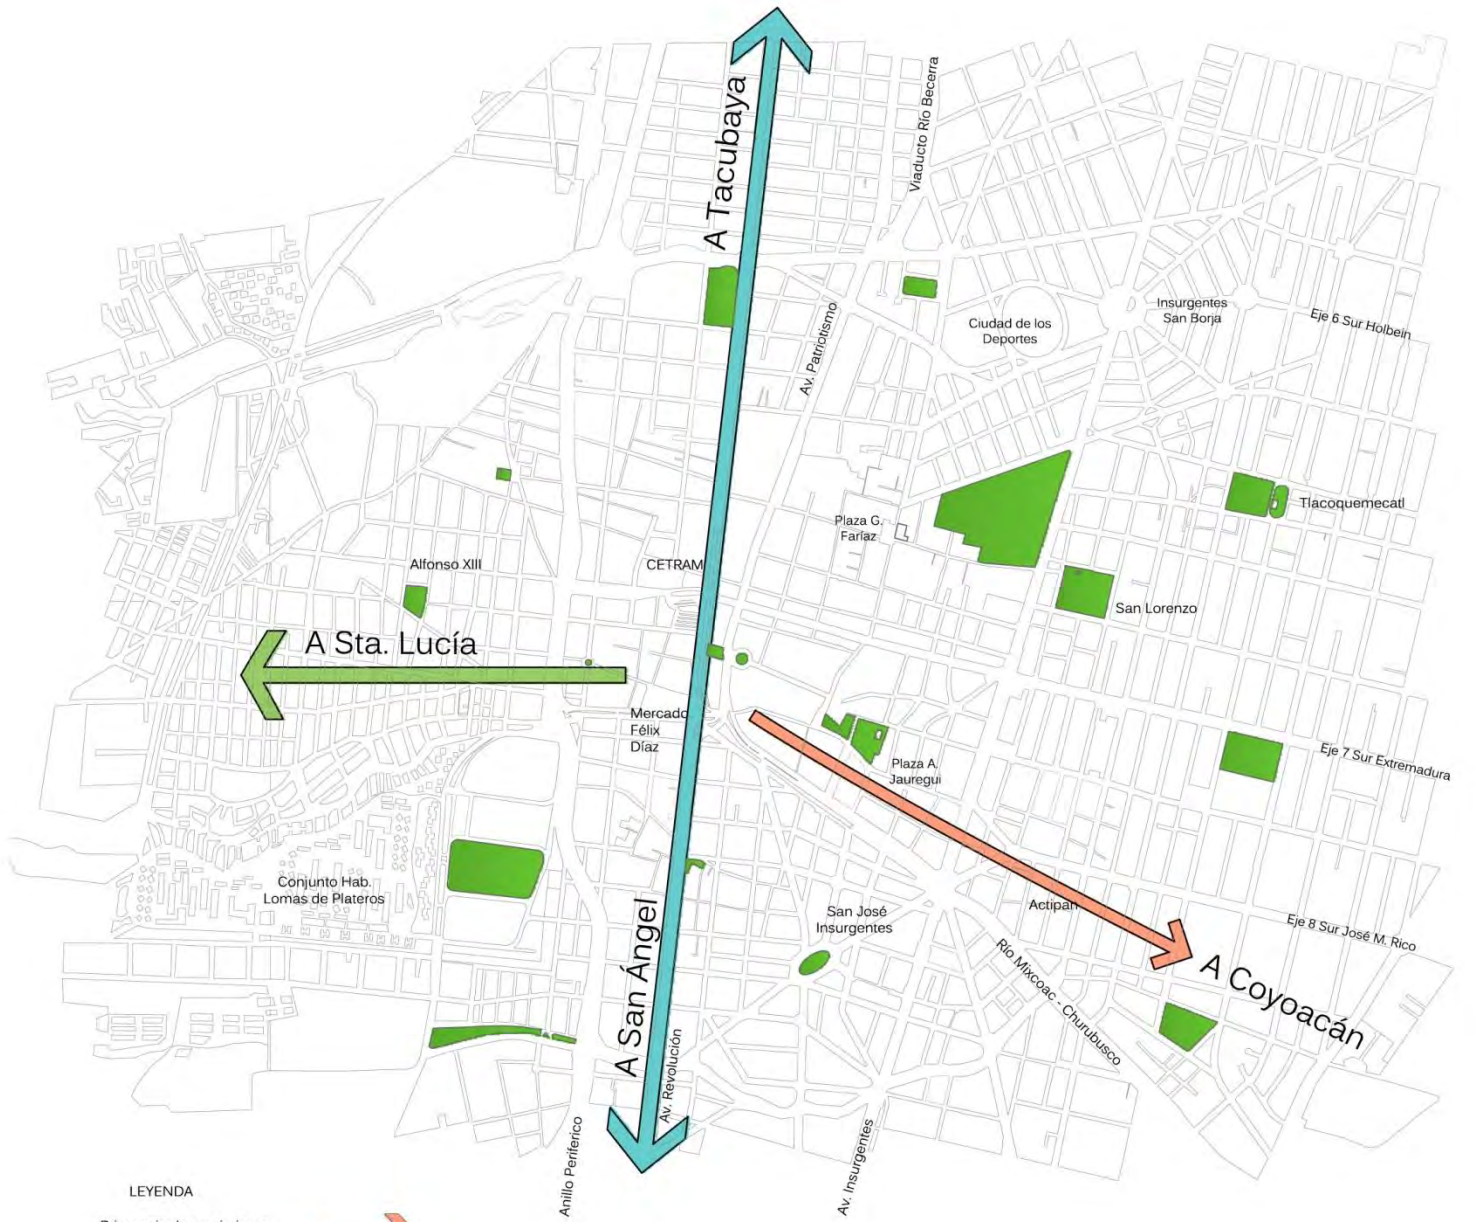 A Tacubaya
Viaducto Río Becerra
Av. Patriotismo
Ciudad de los
Deportes
Insurgentes
San Borja
Eje 6 Sur Holbein
Plaza G.
Faríaz
Tlacoquemecatl
Alfonso XIII
CETRAM
San Lorenzo
A Sta. Lucía
Mercado
Félix
Díaz
Plaza A.
Jauregui
Eje 7 Sur Extremadura
Conjunto Hab.
Lomas de Plateros
San José
Insurgentes
Actipan
Eje 8 Sur José M. Rico
Río Mixcoac - Churubusco
A Coyoacán
A San Ángel
Av. Revolución
Anillo Periferico
Av. Insurgentes
LEYENDA